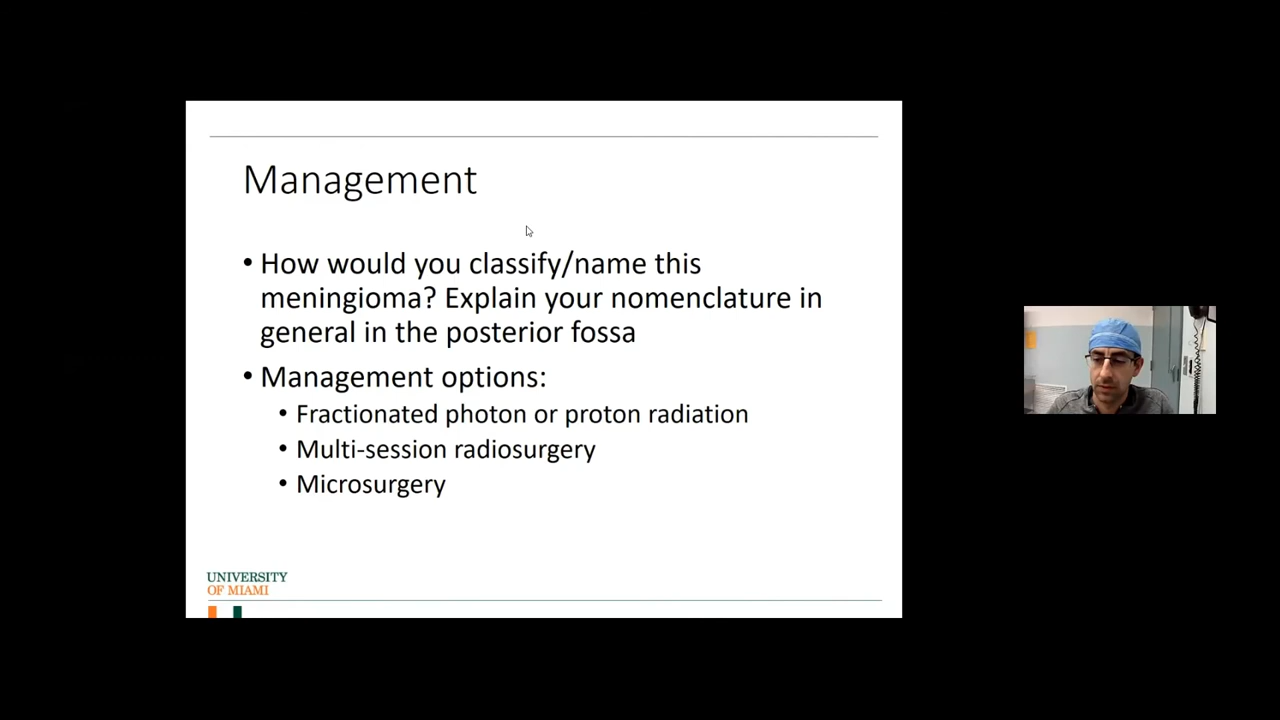 Management
• How would you classify/name this
meningioma? Explain your nomenclature in
general in the posterior fossa
• Management options:
• Fractionated photon or proton radiation
• Multi-session radiosurgery
• Microsurgery
UNIVERSITY
OF MIAMI